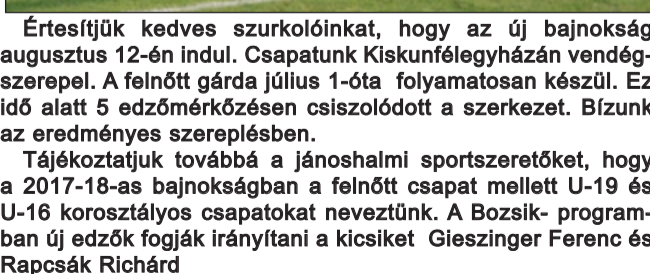 Értesítjük kedves szurkolóinkat, hogy az új bajnokság
augusztus 12-én indul. Csapatunk Kiskunfélegyházán vendég-
szerepel. A felnőtt gárda július 1-óta folyamatosan készül. Ez
idő alatt 5 edzőmérkőzésen csiszolódott a szerkezet. Bízunk
az eredményes szereplésben.
Tájékoztatjuk továbbá a jánoshalmi sportszeretőket, hogy
a 2017-18-as bajnokságban a felnőtt csapat mellett U-19 és
U-16 korosztályos csapatokat neveztünk. A Bozsik- program-
ban új edzők fogják irányítani a kicsiket Gieszinger Ferenc és
Rapcsák Richárd